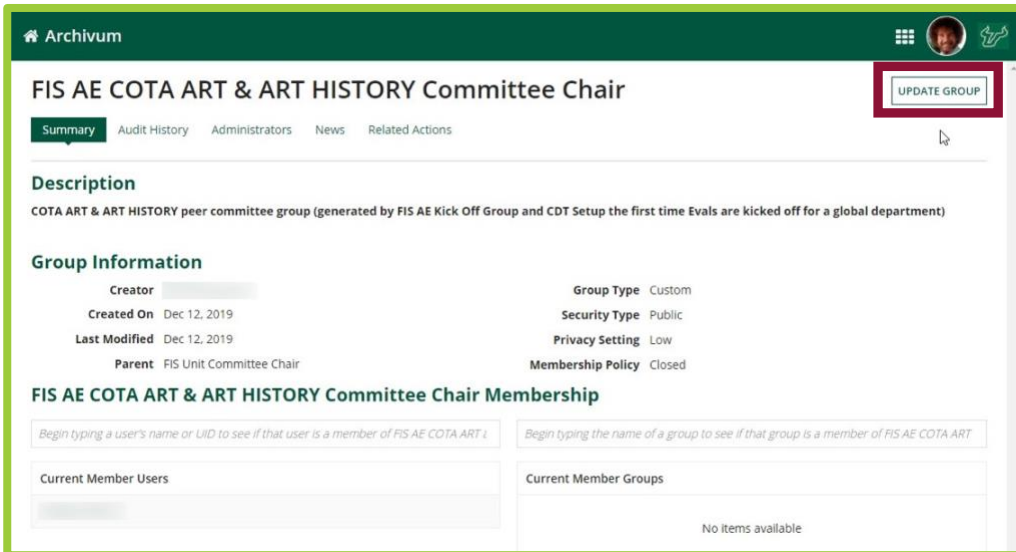 Archivum
FIS AE COTA ART & ART HISTORY Committee Chair
UPDATE GROUP
Summary Audit History Administrators News Related Actions
Description
COTA ART & ART HISTORY peer committee group (generated by FIS AE Kick Off Group and CDT Setup the first time Evals are kicked off for a global department)
Group Information
Creator
Group Type Custom
Created On Dec 12, 2019
Security Type Public
Last Modified Dec 12, 2019
Privacy Setting Low
Parent FIS Unit Committee Chair
Membership Policy Closed
FIS AE COTA ART & ART HISTORY Committee Chair Membership
Begin typing a user's name or UID to see if that user is a member of FIS AE COTA ART
Begin typing the name of a group to see if that group is a member of FIS AE COTA ART
Current Member Users
Current Member Groups
No items available